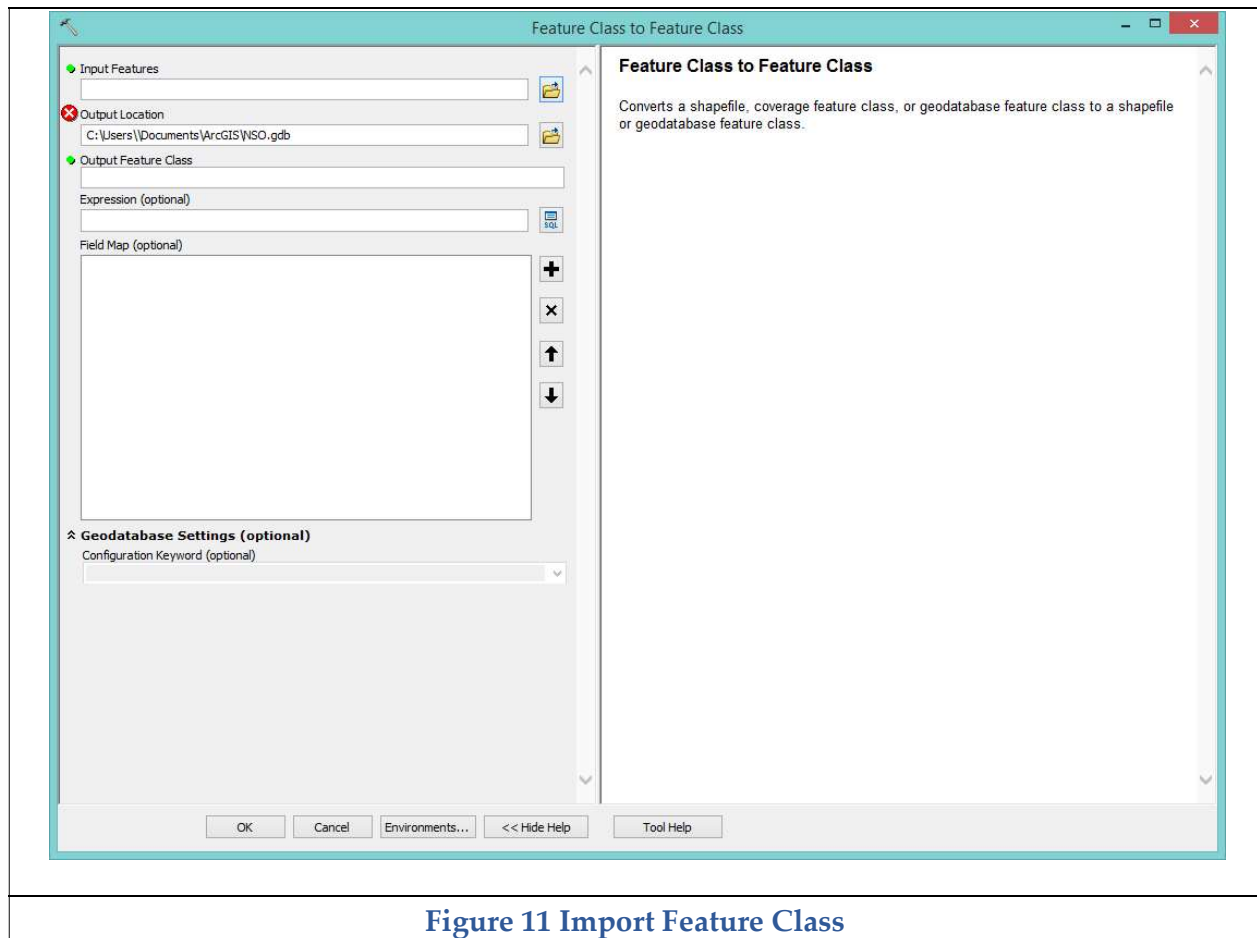 Feature Class to Feature Class
Input Features
Output Location
C:\Users\\Documents\ArcGIS\NSO.gdb
Output Feature Class
Expression (optional)
SQL
Field Map (optional)
Geodatabase Settings (optional)
Configuration Keyword (optional)
Feature Class to Feature Class
Converts a shapefile, coverage feature class, or geodatabase feature class to a shapefile
or geodatabase feature class.
OK Cancel Environments... << Hide Help Tool Help
Figure 11 Import Feature Class